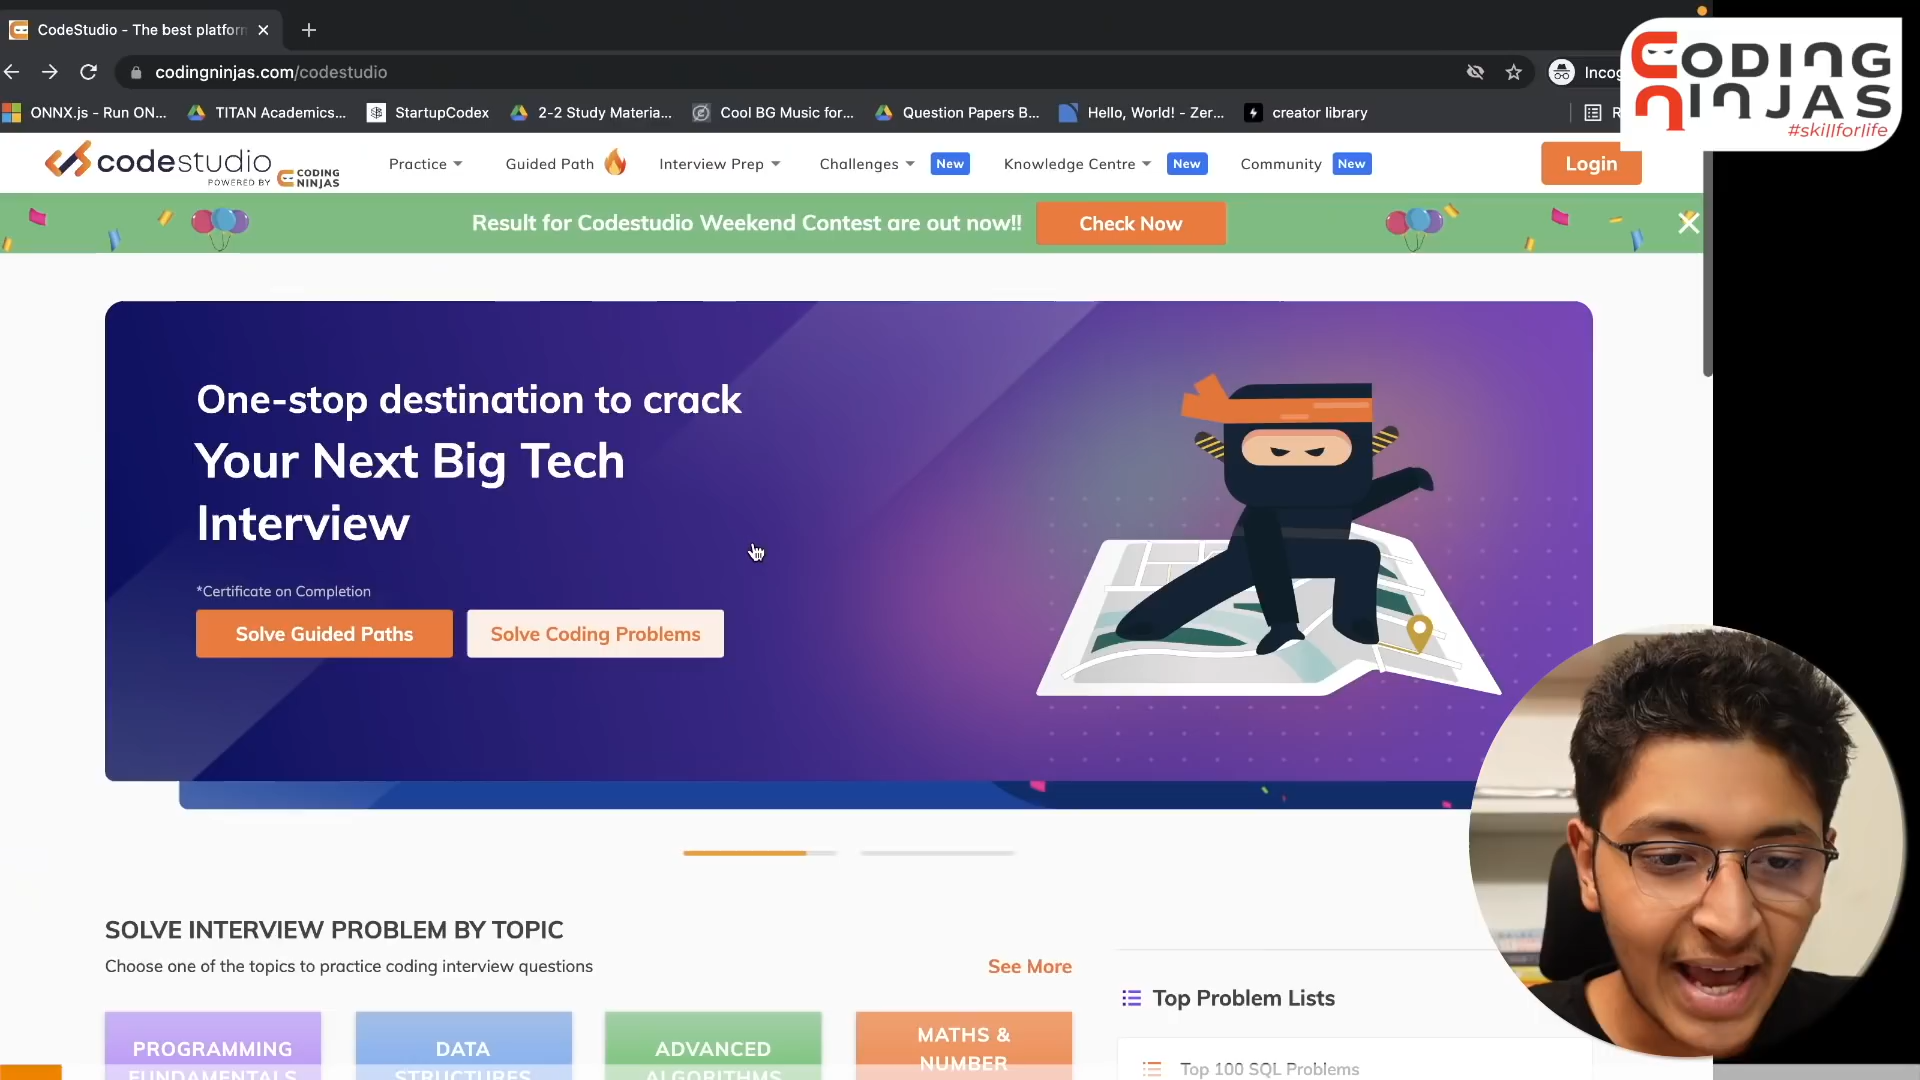 CodeStudio - The best platfor
codingninjas.com/codestudio
Incog
ONNX.js - Run ON...
TITAN Academics...
StartupCodex
2-2 Study Materia...
Cool BG Music for...
Question Papers B...
Hello, World! - Zer...
creator library
R
CODING
NINJAS
#skillforlife
codestudio
POWERED BY
CODING
NINJAS
Practice
Guided Path
Interview Prep
Challenges
New
Knowledge Centre
New
Community
New
Login
Result for Codestudio Weekend Contest are out now!!
Check Now
One-stop destination to crack
Your Next Big Tech
Interview
*Certificate on Completion
Solve Guided Paths
Solve Coding Problems
SOLVE INTERVIEW PROBLEM BY TOPIC
Choose one of the topics to practice coding interview questions
See More
PROGRAMMING
FUNDAMENTALS
DATA
STRUCTURES
ADVANCED
ALGORITHMS
MATHS &
NUMBER
Top Problem Lists
Top 100 SQL Problems